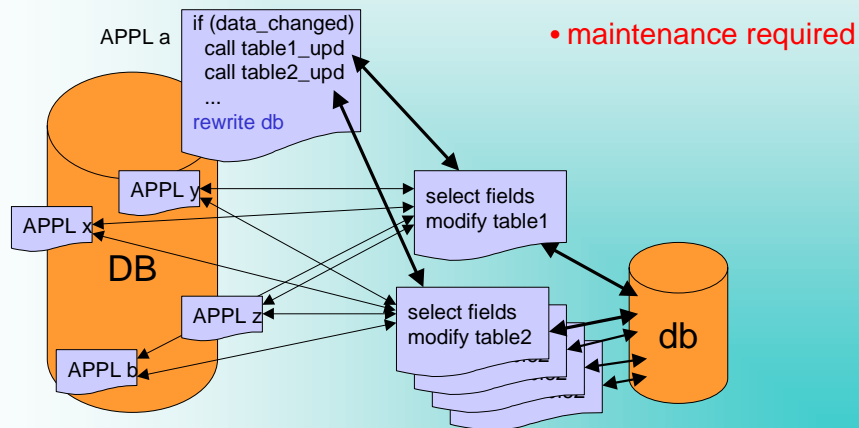 APPL a
if (data_changed)
call table1_upd
call table2_upd
...
rewrite db
• maintenance required
APPL y
APPL x
DB
APPL z
APPL b
select fields
modify table1
select fields
modify table2
db